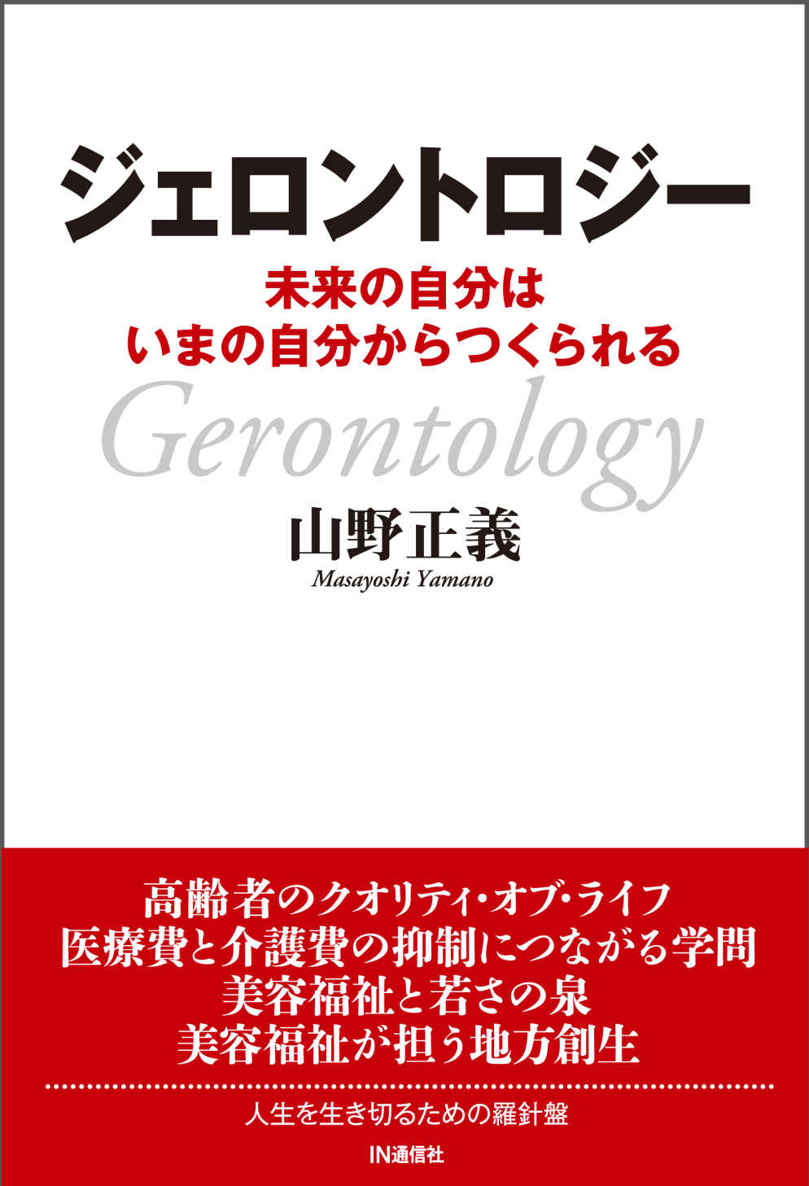 ジェロントロジー
未来の自分は
いまの自分からつくられる
Gerontology
山野正義
Masayoshi Yamano
高齢者のクオリティ・オブ・ライフ
医療費と介護費の抑制につながる学問
美容福祉と若さの泉
美容福祉が担う地方創生
人生を生き切るための羅針盤
IN通信社